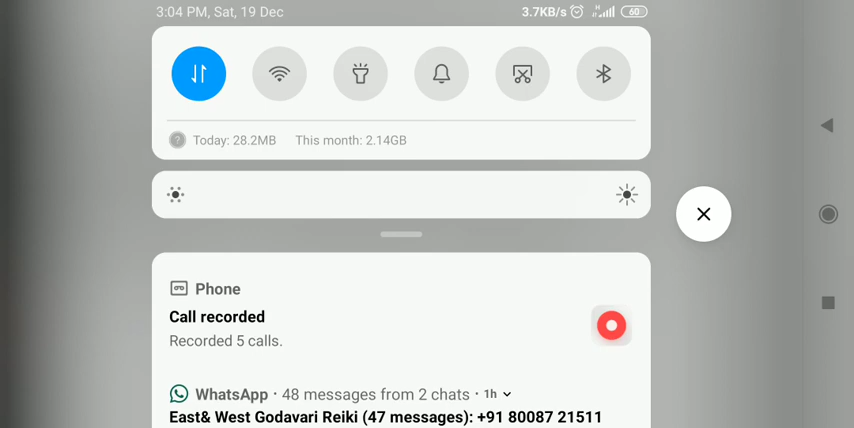 3:04 PM, Sat, 19 Dec 3.7KB/s H 60
Today: 28.2MB This month: 2.14GB
Phone
Call recorded
Recorded 5 calls.
WhatsApp · 48 messages from 2 chats · 1h
East& West Godavari Reiki (47 messages): +91 80087 21511